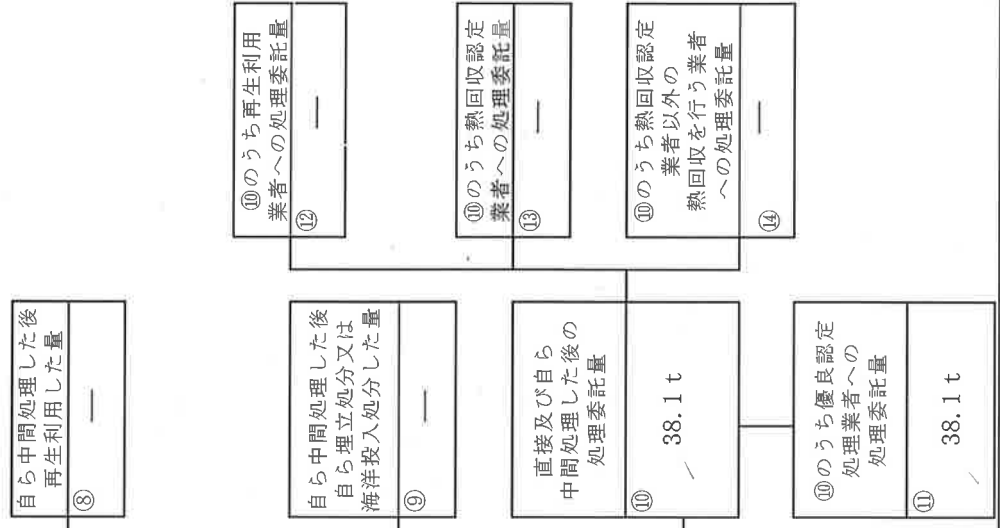 自ら中間処理した後
再生利用した量
⑧
—
自ら中間処理した後
自ら埋立処分又は
海洋投入処分した量
⑨
—
直接及び自ら
中間処理した後の
処理委託量
⑩
38.1 t
⑩のうち優良認定
処理業者への
処理委託量
⑪
38.1 t
⑩のうち再生利用
業者への処理委託量
⑫
—
⑩のうち熱回収認定
業者への処理委託量
⑬
—
⑩のうち熱回収認定
業者以外の
熱回収を行う業者
への処理委託量
⑭
—